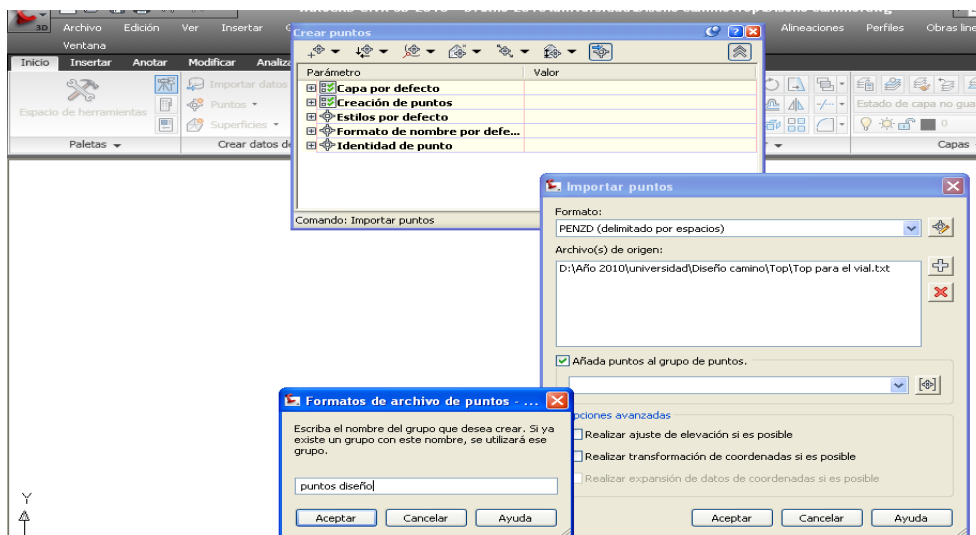 3D
Archivo Edición Ver Insertar
Ventana
Alineaciones Perfiles Obras line
Inicio Insertar Anotar Modificar Analiza
Importar datos
Puntos
Superficies
Espacio de herramientas
Paletas
Crear datos d
Estado de capa no gua
0
Capas
Crear puntos
Parámetro Valor
Capa por defecto
Creación de puntos
Estilos por defecto
Formato de nombre por defe...
Identidad de punto
Comando: Importar puntos
Importar puntos
Formato:
PENZD (delimitado por espacios)
Archivo(s) de origen:
D:\Año 2010\universidad\Diseño camino\Top\Top para el vial.txt
Añada puntos al grupo de puntos.
pciones avanzadas
Realizar ajuste de elevación si es posible
Realizar transformación de coordenadas si es posible
Realizar expansión de datos de coordenadas si es posible
Aceptar Cancelar Ayuda
Formatos de archivo de puntos - ...
Escriba el nombre del grupo que desea crear. Si ya
existe un grupo con este nombre, se utilizará ese
grupo.
puntos diseño
Aceptar Cancelar Ayuda
Y